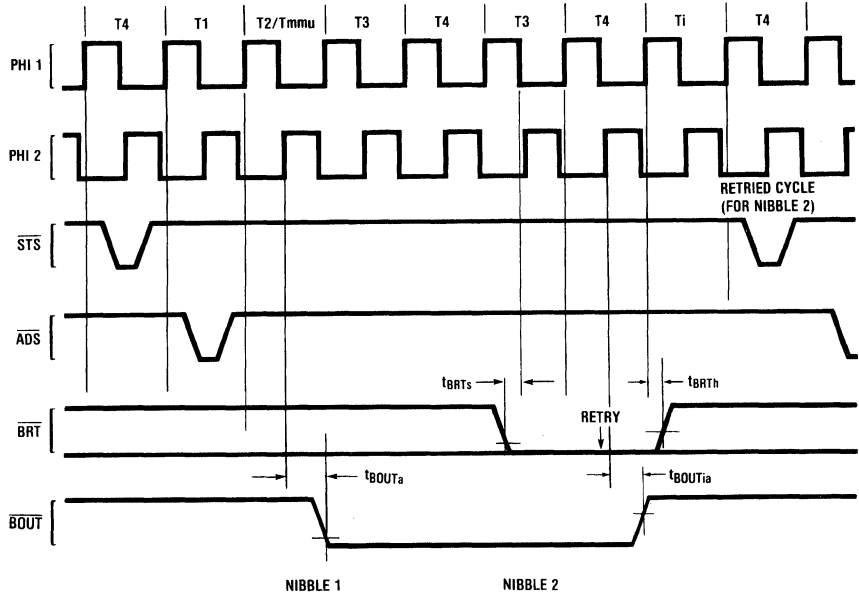 T4 T1 T2/Tmmu T3 T4 T3 T4 Ti T4
PHI 1
PHI 2
RETRIED CYCLE
(FOR NIBBLE 2)
STS
ADS
tBRTs
tBRTh
BRT
RETRY
tBOUTa
tBOUTia
BOUT
NIBBLE 1 NIBBLE 2